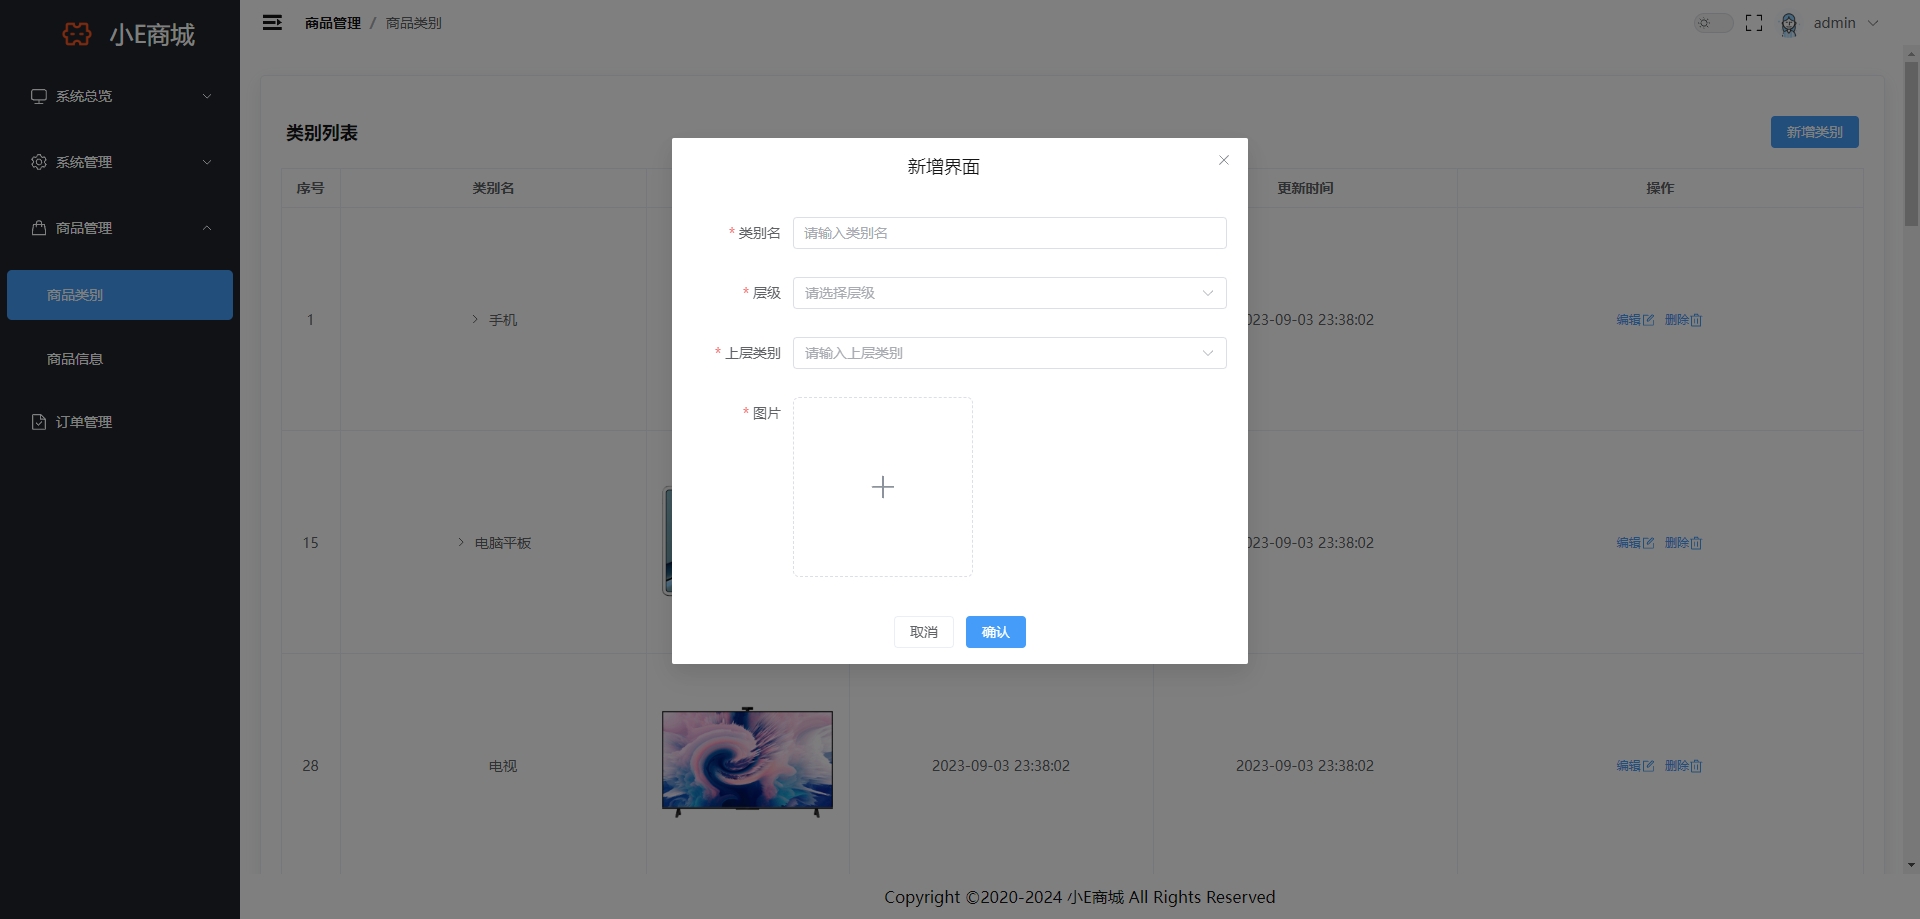 小E商城
商品管理 / 商品类别
admin
系统总览
系统管理
商品管理
商品类别
商品信息
订单管理
类别列表
新增类别
序号 类别名 更新时间 操作
1 手机 023-09-03 23:38:02 编辑 删除
15 电脑平板 023-09-03 23:38:02 编辑 删除
28 电视 2023-09-03 23:38:02 2023-09-03 23:38:02 编辑 删除
新增界面
* 类别名 请输入类别名
* 层级 请选择层级
* 上层类别 请输入上层类别
* 图片
取消 确认
Copyright ©2020-2024 小E商城 All Rights Reserved